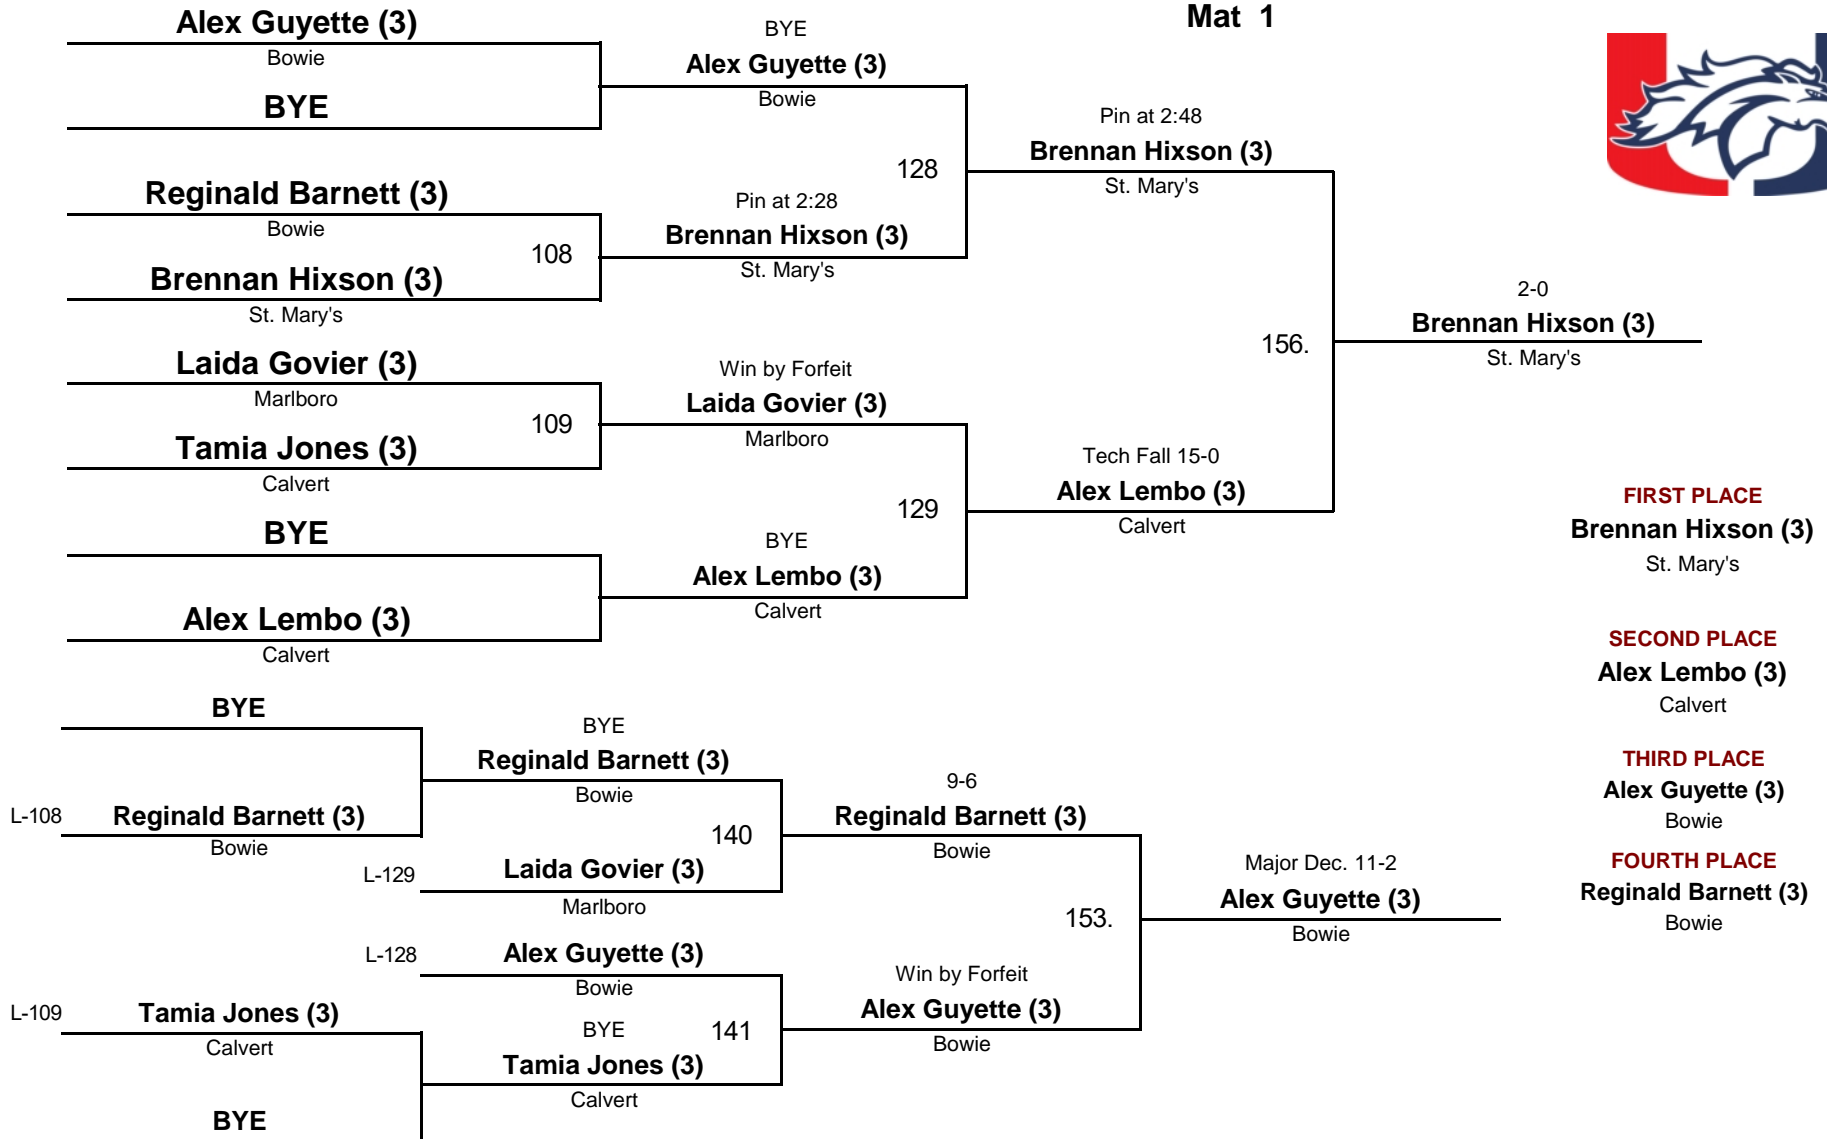 Mat 1
Alex Guyette (3)
Bowie
BYE
Reginald Barnett (3)
Bowie
108
Brennan Hixson (3)
St. Mary's
Laida Govier (3)
Marlboro
109
Tamia Jones (3)
Calvert
BYE
Alex Lembo (3)
Calvert
BYE
Alex Guyette (3)
Bowie
128
Pin at 2:28
Brennan Hixson (3)
St. Mary's
Win by Forfeit
Laida Govier (3)
Marlboro
129
BYE
Alex Lembo (3)
Calvert
Pin at 2:48
Brennan Hixson (3)
St. Mary's
156.
Tech Fall 15-0
Alex Lembo (3)
Calvert
2-0
Brennan Hixson (3)
St. Mary's
FIRST PLACE
Brennan Hixson (3)
St. Mary's
SECOND PLACE
Alex Lembo (3)
Calvert
THIRD PLACE
Alex Guyette (3)
Bowie
FOURTH PLACE
Reginald Barnett (3)
Bowie
BYE
L-108
Reginald Barnett (3)
Bowie
BYE
Reginald Barnett (3)
Bowie
140
L-129
Laida Govier (3)
Marlboro
L-128
Alex Guyette (3)
Bowie
L-109
Tamia Jones (3)
Calvert
BYE
BYE
141
Tamia Jones (3)
Calvert
9-6
Reginald Barnett (3)
Bowie
153.
Win by Forfeit
Alex Guyette (3)
Bowie
Major Dec. 11-2
Alex Guyette (3)
Bowie